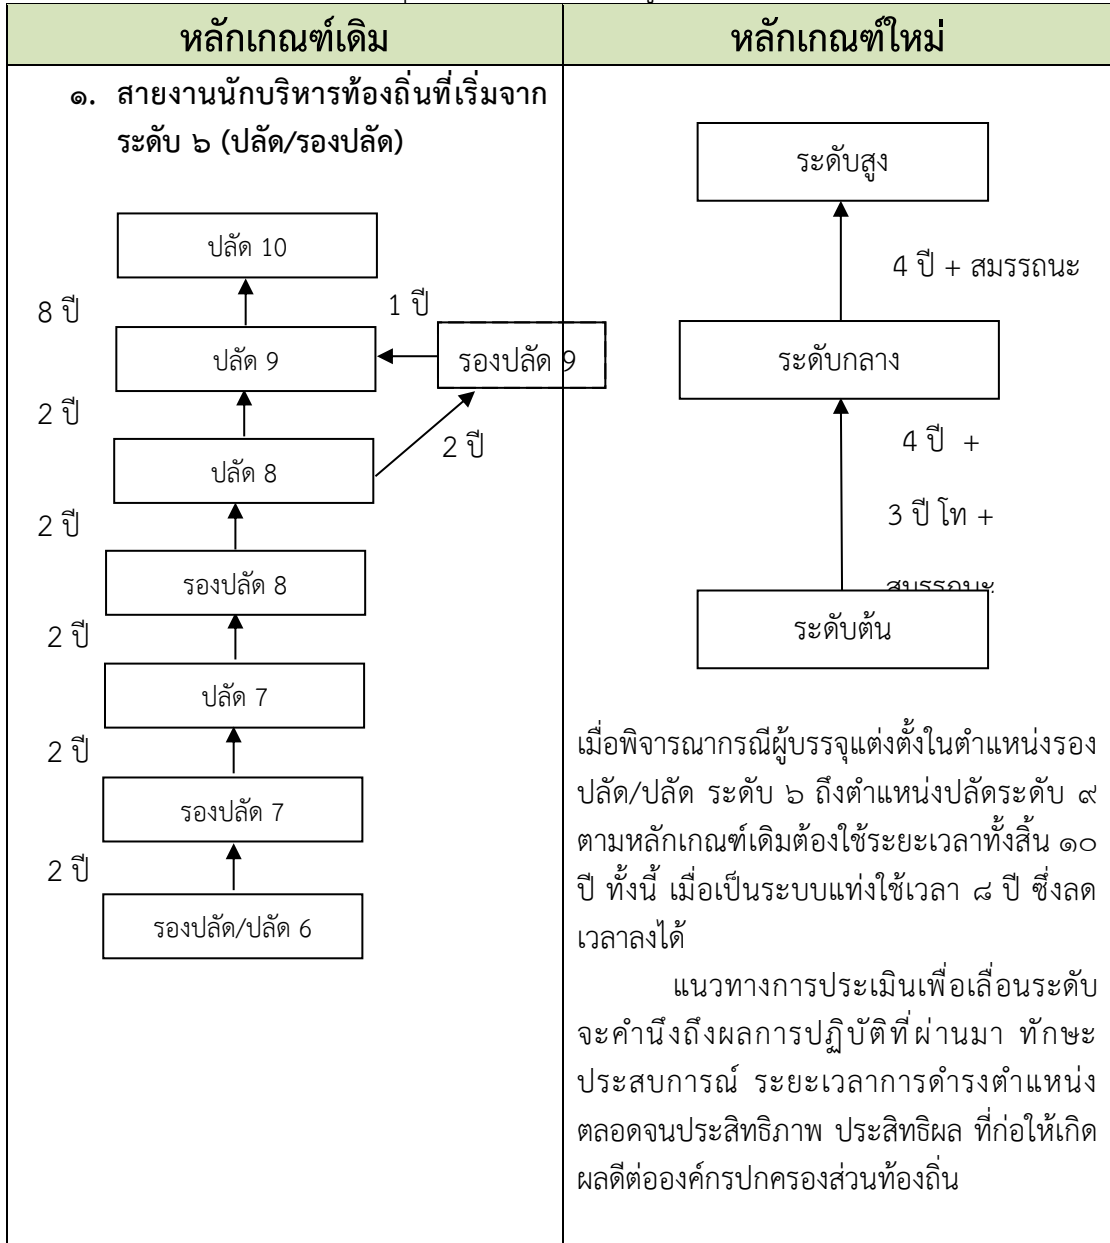 หลักเกณฑ์เดิม
หลักเกณฑ์ใหม่
๑. สายงานนักบริหารท้องถิ่นที่เริ่มจาก
ระดับ ๖ (ปลัด/รองปลัด)
ปลัด 10
8 ปี
1 ปี
ปลัด 9
รองปลัด 9
2 ปี
2 ปี
ปลัด 8
2 ปี
รองปลัด 8
2 ปี
ปลัด 7
2 ปี
รองปลัด 7
2 ปี
รองปลัด/ปลัด 6
ระดับสูง
4 ปี + สมรรถนะ
ระดับกลาง
4 ปี +
3 ปี โท +
สมรรถนะ
ระดับต้น
เมื่อพิจารณากรณีผู้บรรจุแต่งตั้งในตำแหน่งรอง
ปลัด/ปลัด ระดับ ๖ ถึงตำแหน่งปลัดระดับ ๙
ตามหลักเกณฑ์เดิมต้องใช้ระยะเวลาทั้งสิ้น ๑๐
ปี ทั้งนี้ เมื่อเป็นระบบแท่งใช้เวลา ๘ ปี ซึ่งลด
เวลาลงได้
แนวทางการประเมินเพื่อเลื่อนระดับ
จะคำนึงถึงผลการปฏิบัติที่ผ่านมา ทักษะ
ประสบการณ์ ระยะเวลาการดำรงตำแหน่ง
ตลอดจนประสิทธิภาพ ประสิทธิผล ที่ก่อให้เกิด
ผลดีต่อองค์กรปกครองส่วนท้องถิ่น